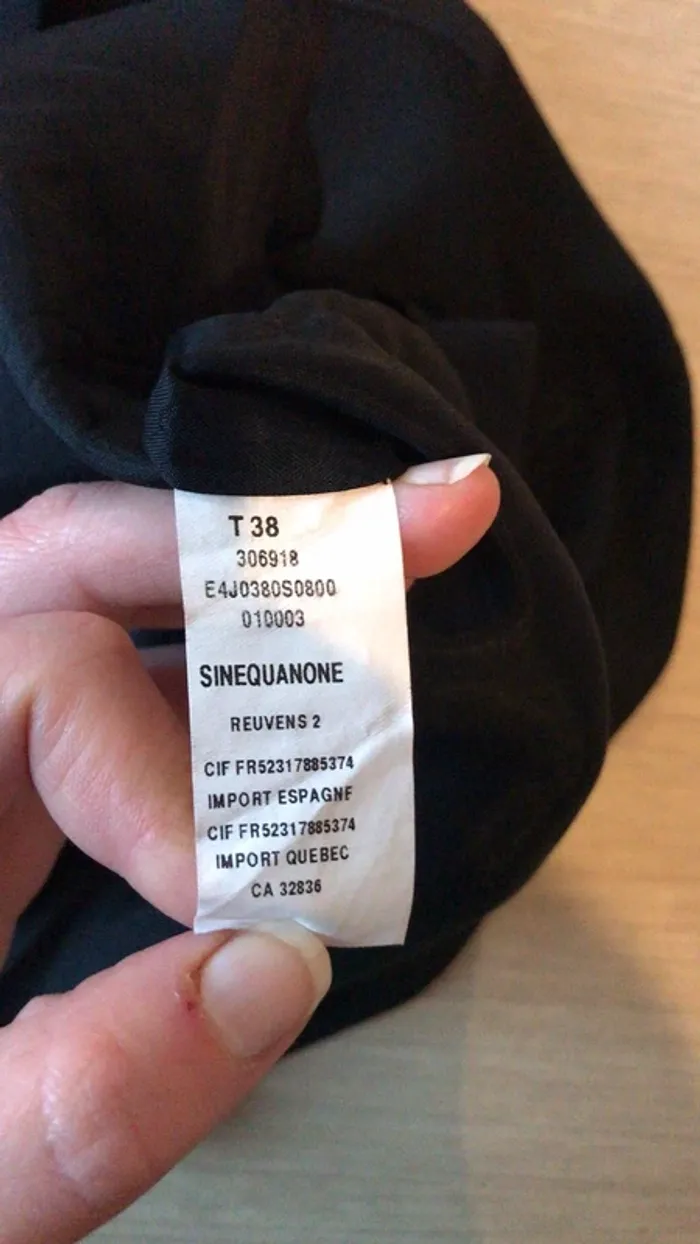 T 38
306918
E4J0380S0800
010003
SINEQUANONE
REUVENS 2
CIF FR52317885374
IMPORT ESPAGNE
CIF FR52317885374
IMPORT QUEBEC
CA 32836